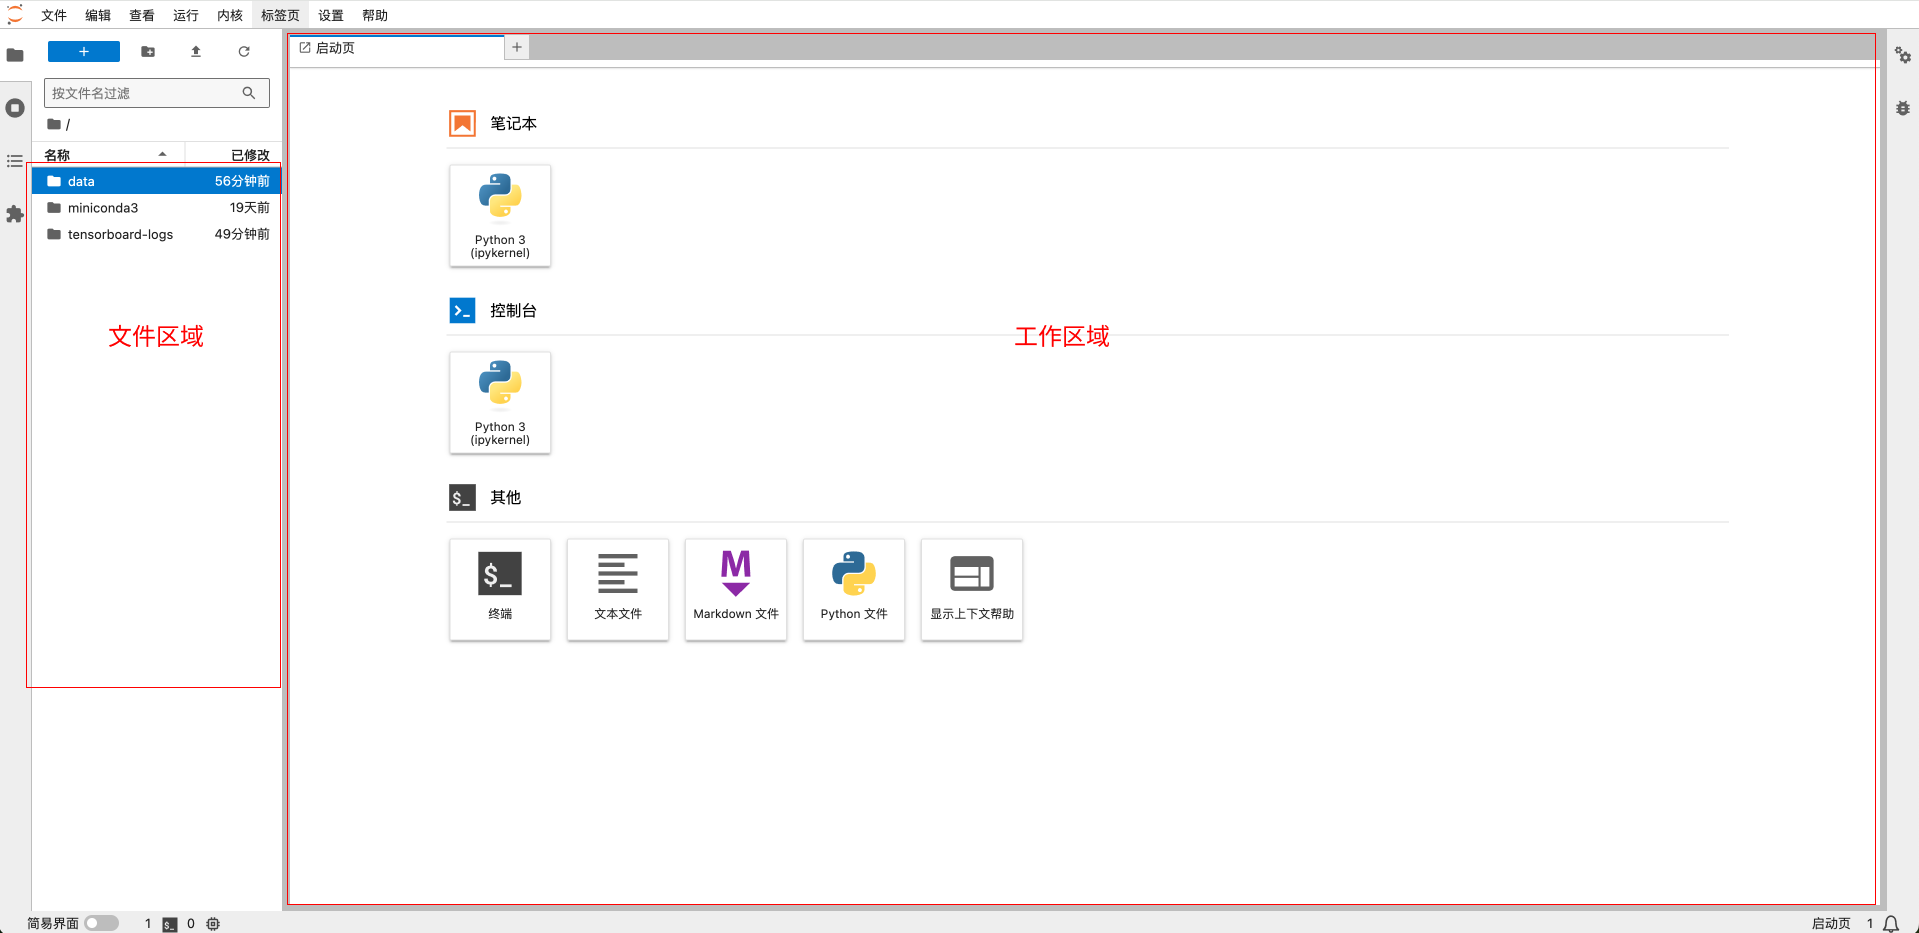 文件 编辑 查看 运行 内核 标签页 设置 帮助
启动页
按文件名过滤
/
名称 已修改
data 56分钟前
miniconda3 19天前
tensorboard-logs 49分钟前
文件区域
笔记本
Python 3
(ipykernel)
控制台
工作区域
Python 3
(ipykernel)
$_ 其他
$_
终端
文本文件
Markdown 文件
Python 文件
显示上下文帮助
简易界面 1 $_ 0
启动页 1